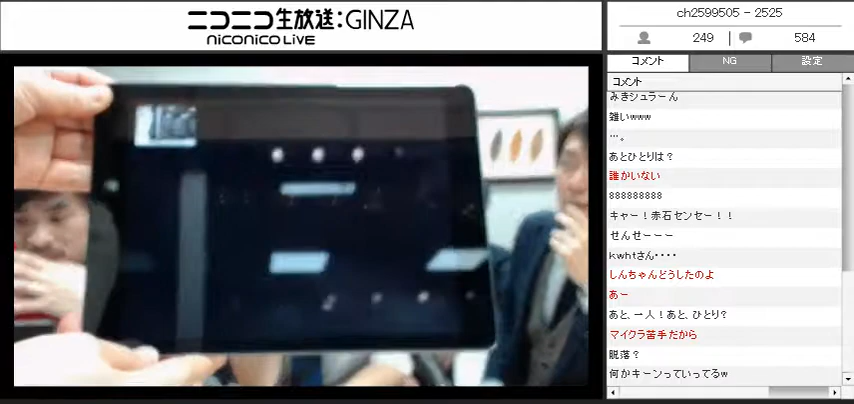 ニコニコ生放送:GINZA
niconico LiVE
ch2599505 - 2525
249 | 584
コメント NG 設定
コメント
みきシュラーん
難いwww
…。
あとひとりは?
誰かいない
888888888
キャー!赤石センセー!!
せんせーーー
kwhtさん・・・・
しんちゃんどうしたのよ
あー
あと、一人!あと、ひとり?
マイクラ苦手だから
脱落?
何かキーンっていってるw